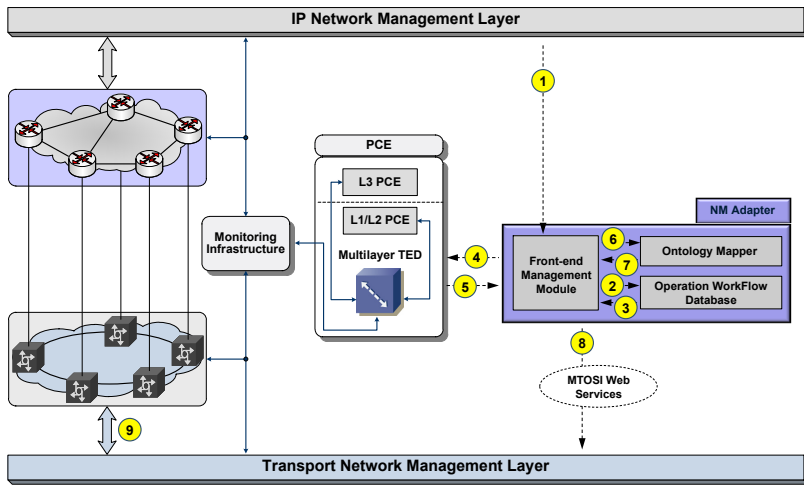 IP Network Management Layer
1
PCE
L3 PCE
L1/L2 PCE
Multilayer TED
Monitoring
Infrastructure
4
5
NM Adapter
Front-end
Management
Module
6
7
Ontology Mapper
2
3
Operation WorkFlow
Database
8
MTOSI Web
Services
9
Transport Network Management Layer